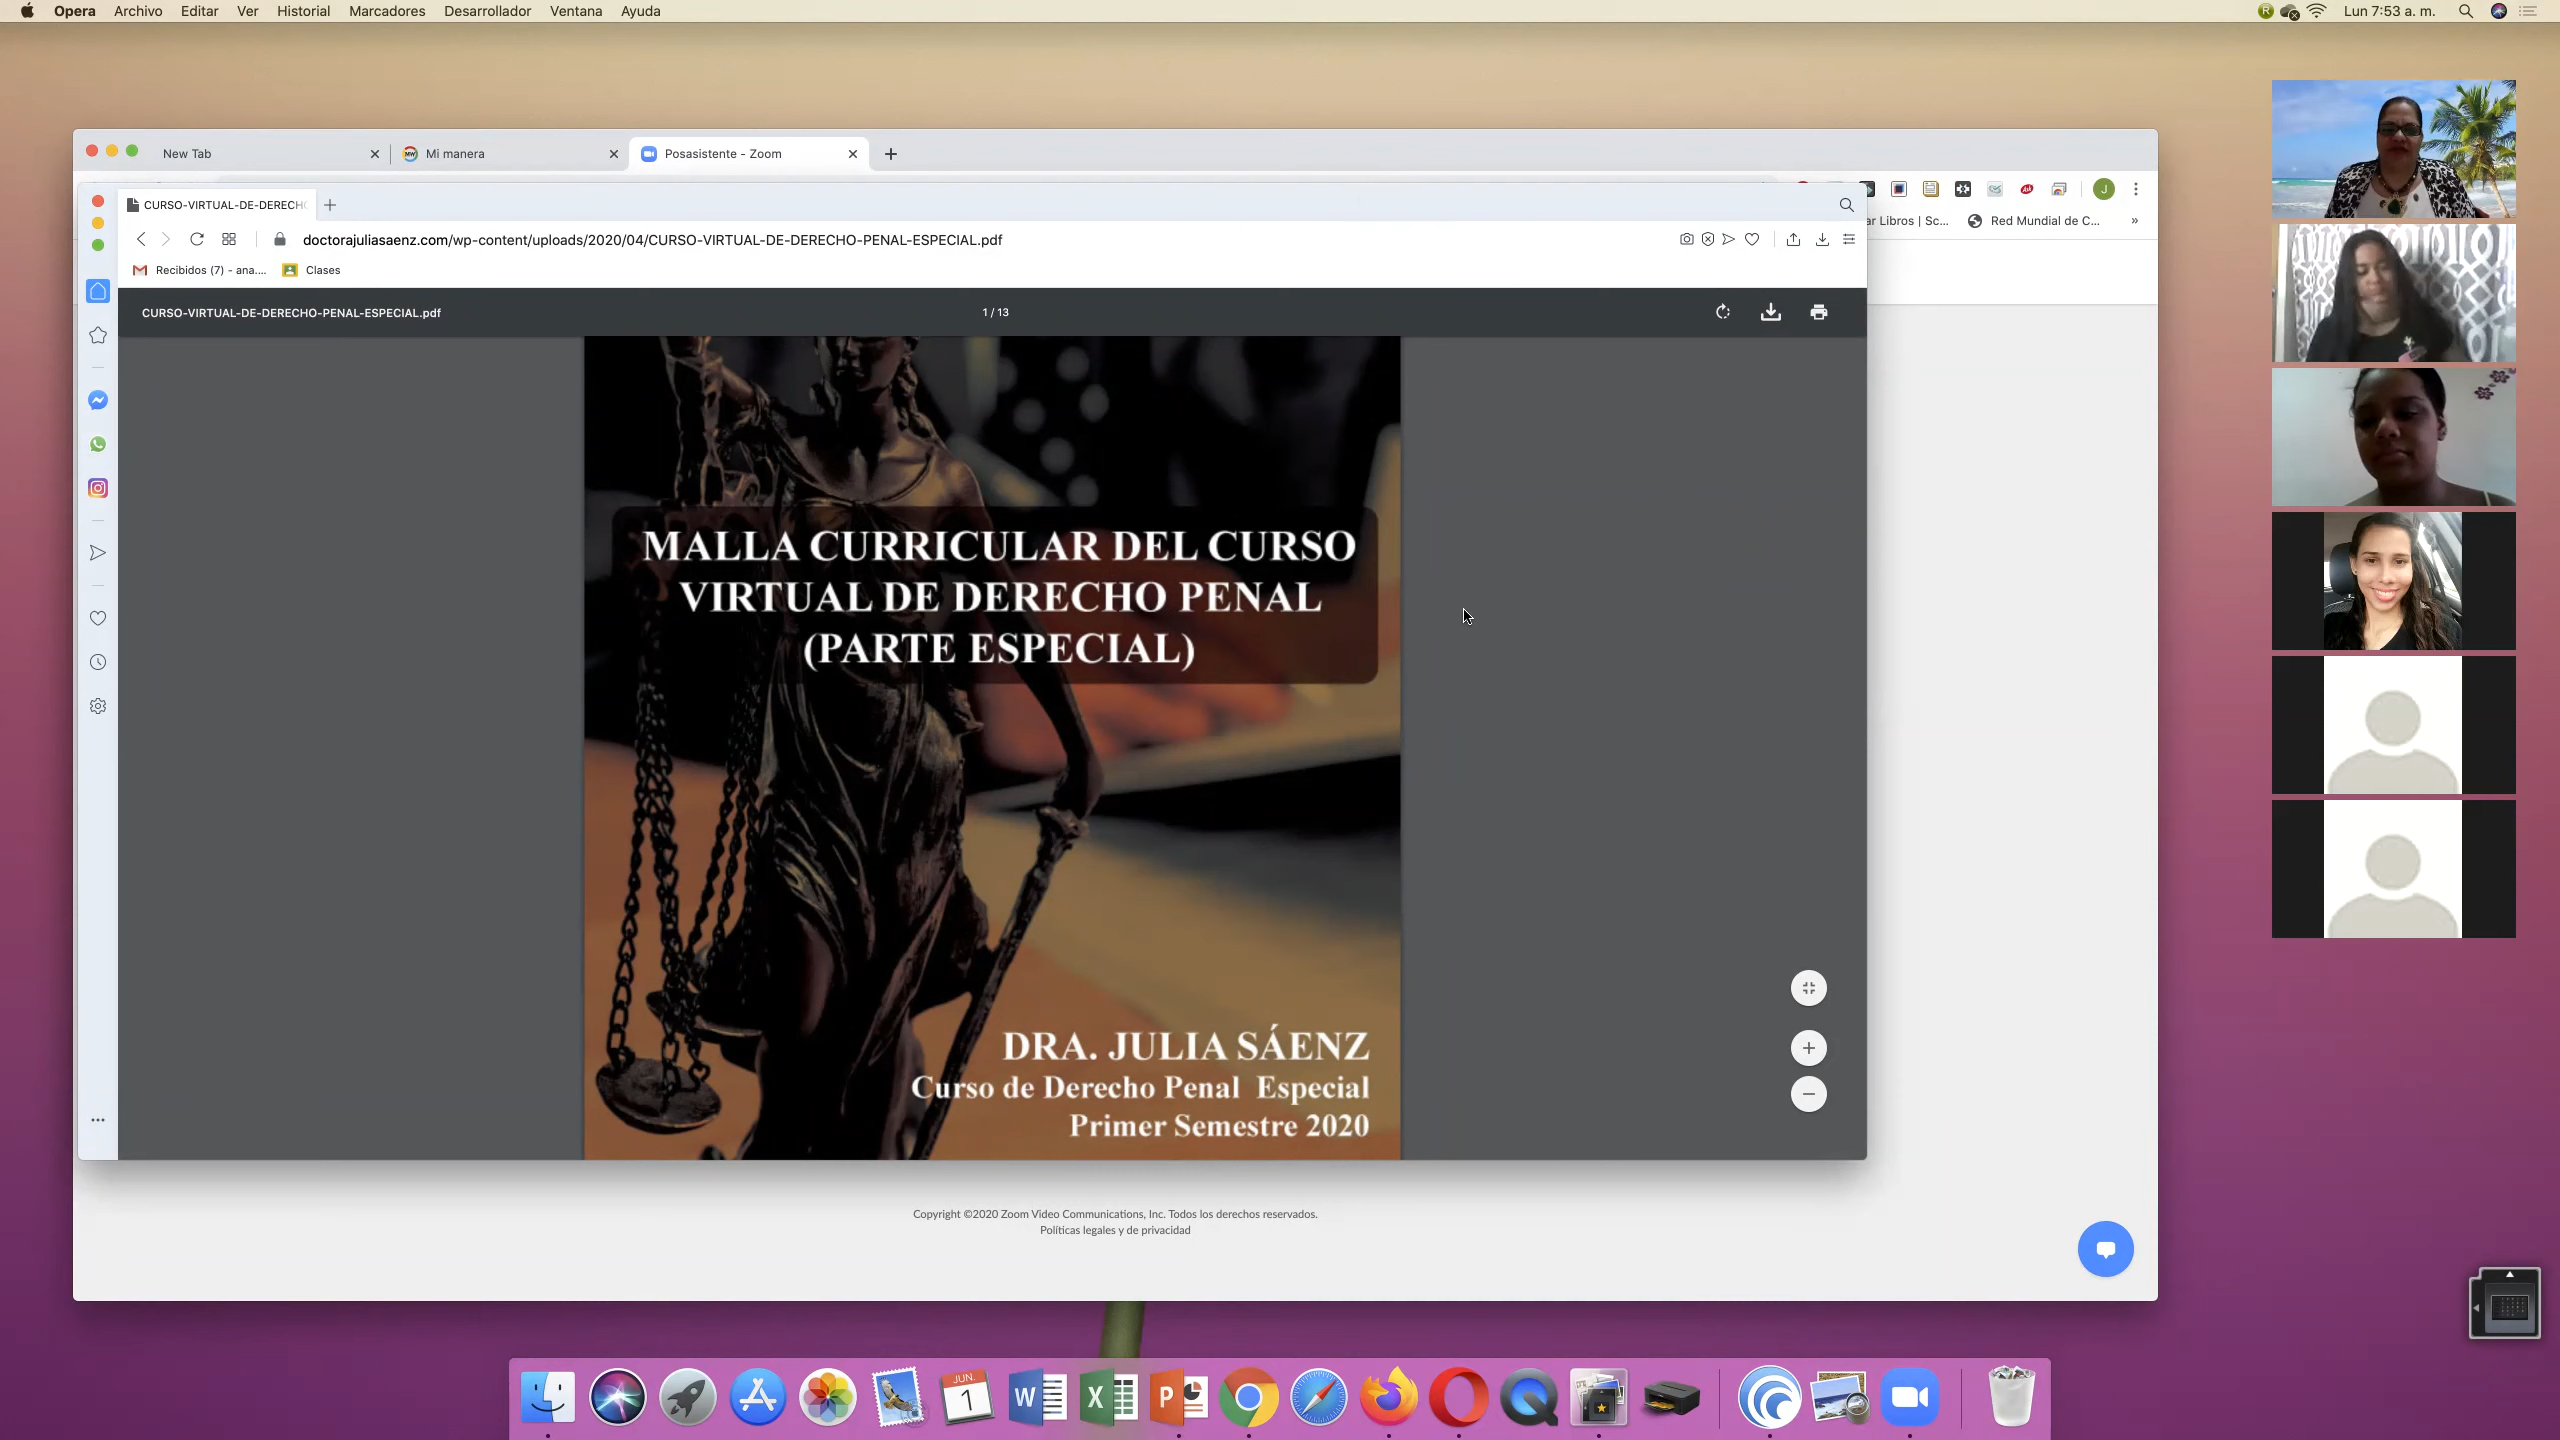 Opera Archivo Editar Ver Historial Marcadores Desarrollador Ventana Ayuda
Lun 7:53 a. m.
New Tab
Mi manera
Posasistente - Zoom
CURSO-VIRTUAL-DE-DERECH
doctorajuliasaenz.com/wp-content/uploads/2020/04/CURSO-VIRTUAL-DE-DERECHO-PENAL-ESPECIAL.pdf
ar Libros | Sc...
Red Mundial de C...
»
J
Recibidos (7) - ana....
Clases
CURSO-VIRTUAL-DE-DERECHO-PENAL-ESPECIAL.pdf
1 / 13
MALLA CURRICULAR DEL CURSO
VIRTUAL DE DERECHO PENAL
(PARTE ESPECIAL)
DRA. JULIA SÁENZ
Curso de Derecho Penal Especial
Primer Semestre 2020
Copyright ©2020 Zoom Video Communications, Inc. Todos los derechos reservados.
Políticas legales y de privacidad
JUN.
1
W
X
P